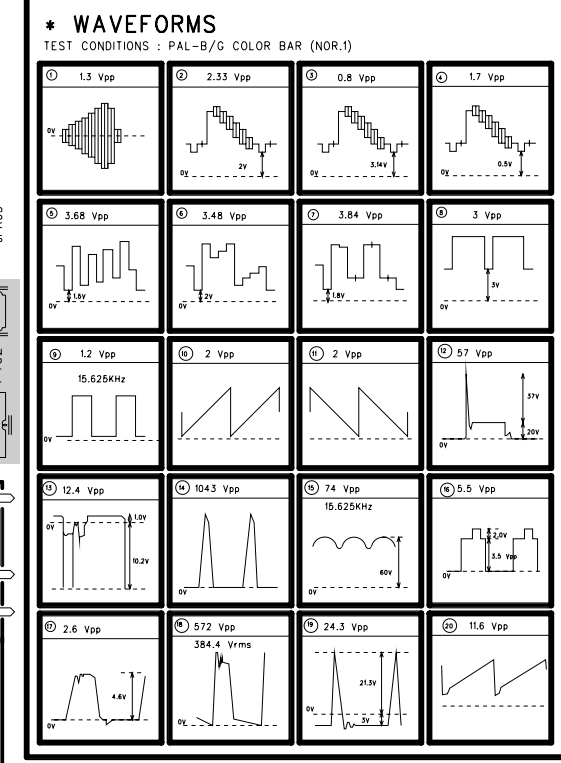 * WAVEFORMS
TEST CONDITIONS : PAL-B/G COLOR BAR (NOR.1)
1 1.3 Vpp
0V
2 2.33 Vpp
2V
0V
3 0.8 Vpp
3.14V
0V
4 1.7 Vpp
0.5V
0V
5 3.68 Vpp
1.6V
0V
6 3.48 Vpp
2V
0V
7 3.84 Vpp
1.8V
0V
8 3 Vpp
3V
0V
9 1.2 Vpp
15.625KHz
0V
10 2 Vpp
11 2 Vpp
12 57 Vpp
37V
20V
0V
13 12.4 Vpp
1.0V
0V
10.2V
14 1043 Vpp
0V
15 74 Vpp
15.625KHz
60V
0V
16 5.5 Vpp
2.0V
3.5 Vpp
0V
17 2.6 Vpp
4.6V
0V
18 572 Vpp
384.4 Vrms
0V
19 24.3 Vpp
21.3V
3V
0V
20 11.6 Vpp